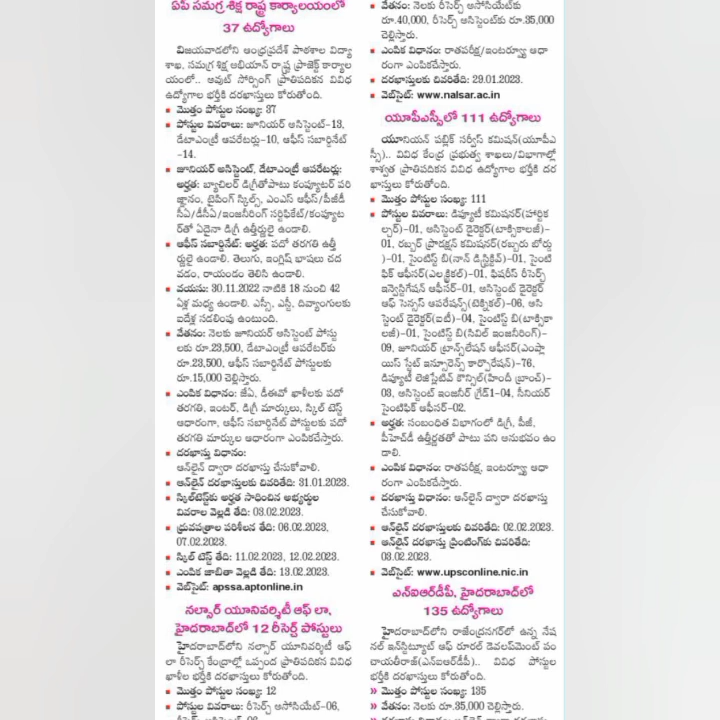 ఏపీ సమగ్ర శిక్ష రాష్ట్ర కార్యాలయంలో
37 ఉద్యోగాలు
విజయవాడలోని ఆంధ్రప్రదేశ్ పాఠశాల విద్యా
శాఖ, సమగ్ర శిక్ష అభియాన్ రాష్ట్ర ప్రాజెక్ట్ కార్యాల
యంలో.. ఆవుట్ సోర్సింగ్ ప్రాతిపదికన వివిధ
ఉద్యోగాల భర్తీకి దరఖాస్తులు కోరుతోంది.
▪ మొత్తం పోస్టుల సంఖ్య: 37
▪ పోస్టుల వివరాలు: జూనియర్ అసిస్టెంట్-13,
డేటాఎంట్రీ ఆపరేటర్లు-10, ఆఫీస్ సబార్డినేట్
-14.
▪ జూనియర్ అసిస్టెంట్, డేటాఎంట్రీ ఆపరేటర్లు:
అర్హత: బ్యాచిలర్ డిగ్రీతోపాటు కంప్యూటర్ పరి
జ్ఞానం, టైపింగ్ స్కిల్స్, ఎంఎస్ ఆఫీస్/పీజీడీ
సీఏ/డీసీఏ/ఇంజనీరింగ్ సర్టిఫికేట్/కంప్యూట
ర్‌తో ఏదైనా డిగ్రీ ఉత్తీర్ణులై ఉండాలి.
▪ ఆఫీస్ సబార్డినేట్: అర్హత: పదో తరగతి ఉత్తీ
ర్ణులై ఉండాలి. తెలుగు, ఇంగ్లిష్ భాషలు చద
వడం, రాయండం తెలిసి ఉండాలి.
▪ వయసు: 30.11.2022 నాటికి 18 నుంచి 42
ఏళ్ల మధ్య ఉండాలి. ఎస్సీ, ఎస్టీ, దివ్యాంగులకు
ఐదేళ్ల సడలింపు ఉంటుంది.
▪ వేతనం: నెలకు జూనియర్ అసిస్టెంట్ పోస్టు
లకు రూ.23,500, డేటాఎంట్రీ ఆపరేటర్‌కు
రూ.23,500, ఆఫీస్ సబార్డినేట్ పోస్టులకు
రూ.15,000 చెల్లిస్తారు.
▪ ఎంపిక విధానం: జేఏ, డీఈవో ఖాళీలకు పదో
తరగతి, ఇంటర్, డిగ్రీ మార్కులు, స్కిల్ టెస్ట్
ఆధారంగా, ఆఫీస్ సబార్డినేట్ పోస్టులకు పదో
తరగతి మార్కుల ఆధారంగా ఎంపికచేస్తారు.
▪ దరఖాస్తు విధానం:
ఆన్‌లైన్ ద్వారా దరఖాస్తు చేసుకోవాలి.
▪ ఆన్‌లైన్ దరఖాస్తులకు చివరితేది: 31.01.2023.
▪ స్కిల్‌టెస్ట్‌కు అర్హత సాధించిన అభ్యర్థుల
వివరాల వెల్లడి తేది: 03.02.2023.
▪ ధ్రువపత్రాల పరిశీలన తేది: 06.02.2023,
07.02.2023.
▪ స్కిల్ టెస్ట్ తేది: 11.02.2023, 12.02.2023.
▪ ఎంపిక జాబితా వెల్లడి తేది: 13.02.2023.
▪ వెబ్‌సైట్: apssa.aptonline.in
నల్సార్ యూనివర్శిటీ ఆఫ్ లా,
హైదరాబాద్‌లో 12 రీసెర్చ్ పోస్టులు
హైదరాబాద్‌లోని నల్సార్ యూనివర్శిటీ ఆఫ్
లా రీసెర్చ్ కేంద్రాల్లో ఒప్పంద ప్రాతిపదికన వివిధ
ఖాళీల భర్తీకి దరఖాస్తులు కోరుతోంది.
▪ మొత్తం పోస్టుల సంఖ్య: 12
▪ పోస్టుల వివరాలు: రీసెర్చ్ అసోసియేట్-06,
▪ వేతనం: నెలకు రీసెర్చ్ అసోసియేట్‌కు
రూ.40,000, రీసెర్చ్ అసిస్టెంట్‌కు రూ.35,000
చెల్లిస్తారు.
▪ ఎంపిక విధానం: రాతపరీక్ష/ఇంటర్వ్యూ ఆధా
రంగా ఎంపికచేస్తారు.
▪ దరఖాస్తులకు చివరితేది: 29.01.2023.
▪ వెబ్‌సైట్: www.nalsar.ac.in
యూపీఎస్సీలో 111 ఉద్యోగాలు
యూనియన్ పబ్లిక్ సర్వీస్ కమిషన్(యూపీఎ
స్సీ).. వివిధ కేంద్ర ప్రభుత్వ శాఖలు/విభాగాల్లో
శాశ్వత ప్రాతిపదికన వివిధ ఉద్యోగాల భర్తీకి దర
ఖాస్తులు కోరుతోంది.
▪ మొత్తం పోస్టుల సంఖ్య: 111
▪ పోస్టుల వివరాలు: డిప్యూటీ కమిషనర్(హార్టిక
ల్చర్)-01, అసిస్టెంట్ డైరెక్టర్(టాక్సికాలజీ)-
01, రబ్బర్ ప్రొడక్షన్ కమిషనర్(రబ్బరు బోర్డు
)-01, సైంటిస్ట్ బి(నాన్ డిస్ట్రక్టివ్)-01, సైంటి
ఫిక్ ఆఫీసర్(ఎలక్ట్రికల్)-01, ఫిషరీస్ రీసెర్చ్
ఇన్వెస్టిగేషన్ ఆఫీసర్-01, అసిస్టెంట్ డైరెక్టర్
ఆఫ్ సెన్సస్ ఆపరేషన్స్(టెక్నికల్)-06, అసి
స్టెంట్ డైరెక్టర్(ఐటీ)-04, సైంటిస్ట్ బి(టాక్సికా
లజీ)-01, సైంటిస్ట్ బి(సివిల్ ఇంజనీరింగ్)-
09, జూనియర్ ట్రాన్స్‌లేషన్ ఆఫీసర్(ఎంప్లా
యిస్ స్టేట్ ఇన్సూరెన్స్ కార్పొరేషన్)-76,
డిప్యూటీ లెజిస్లేటివ్ కౌన్సిల్(హిందీ బ్రాంచ్)-
03, అసిస్టెంట్ ఇంజనీర్ గ్రేడ్1-04, సీనియర్
సైంటిఫిక్ ఆఫీసర్-02.
▪ అర్హత: సంబంధిత విభాగంలో డిగ్రీ, పీజీ,
పీహెచ్‌డీ ఉత్తీర్ణతతో పాటు పని అనుభవం ఉం
డాలి.
▪ ఎంపిక విధానం: రాతపరీక్ష, ఇంటర్వ్యూ ఆధా
రంగా ఎంపికచేస్తారు.
▪ దరఖాస్తు విధానం: ఆన్‌లైన్ ద్వారా దరఖాస్తు
చేసుకోవాలి.
▪ ఆన్‌లైన్ దరఖాస్తులకు చివరితేది: 02.02.2023.
▪ ఆన్‌లైన్ దరఖాస్తు ప్రింటింగ్‌కు చివరితేది:
03.02.2023.
▪ వెబ్‌సైట్: www.upsconline.nic.in
ఎన్ఐఆర్‌డీపీ, హైదరాబాద్‌లో
135 ఉద్యోగాలు
హైదరాబాద్‌లోని రాజేంద్రనగర్‌లో ఉన్న నేష
నల్ ఇన్‌స్టిట్యూట్ ఆఫ్ రూరల్ డెవలప్‌మెంట్ పం
చాయతీరాజ్(ఎన్ఐఆర్‌డీపీ).. వివిధ పోస్టుల
భర్తీకి దరఖాస్తులు కోరుతోంది.
» మొత్తం పోస్టుల సంఖ్య: 135
» వేతనం: నెలకు రూ.35,000 చెల్లిస్తారు.